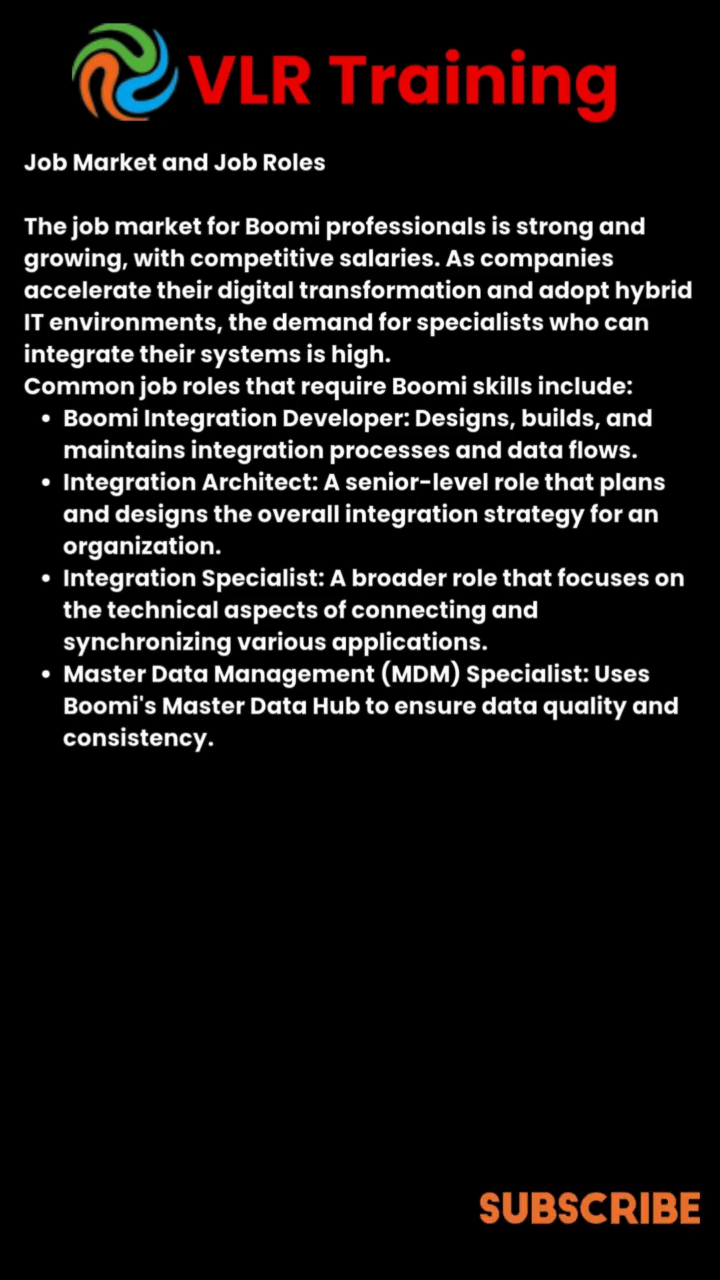 VLR Training
Job Market and Job Roles
The job market for Boomi professionals is strong and
growing, with competitive salaries. As companies
accelerate their digital transformation and adopt hybrid
IT environments, the demand for specialists who can
integrate their systems is high.
Common job roles that require Boomi skills include:
• Boomi Integration Developer: Designs, builds, and
maintains integration processes and data flows.
• Integration Architect: A senior-level role that plans
and designs the overall integration strategy for an
organization.
• Integration Specialist: A broader role that focuses on
the technical aspects of connecting and
synchronizing various applications.
• Master Data Management (MDM) Specialist: Uses
Boomi's Master Data Hub to ensure data quality and
consistency.
SUBSCRIBE